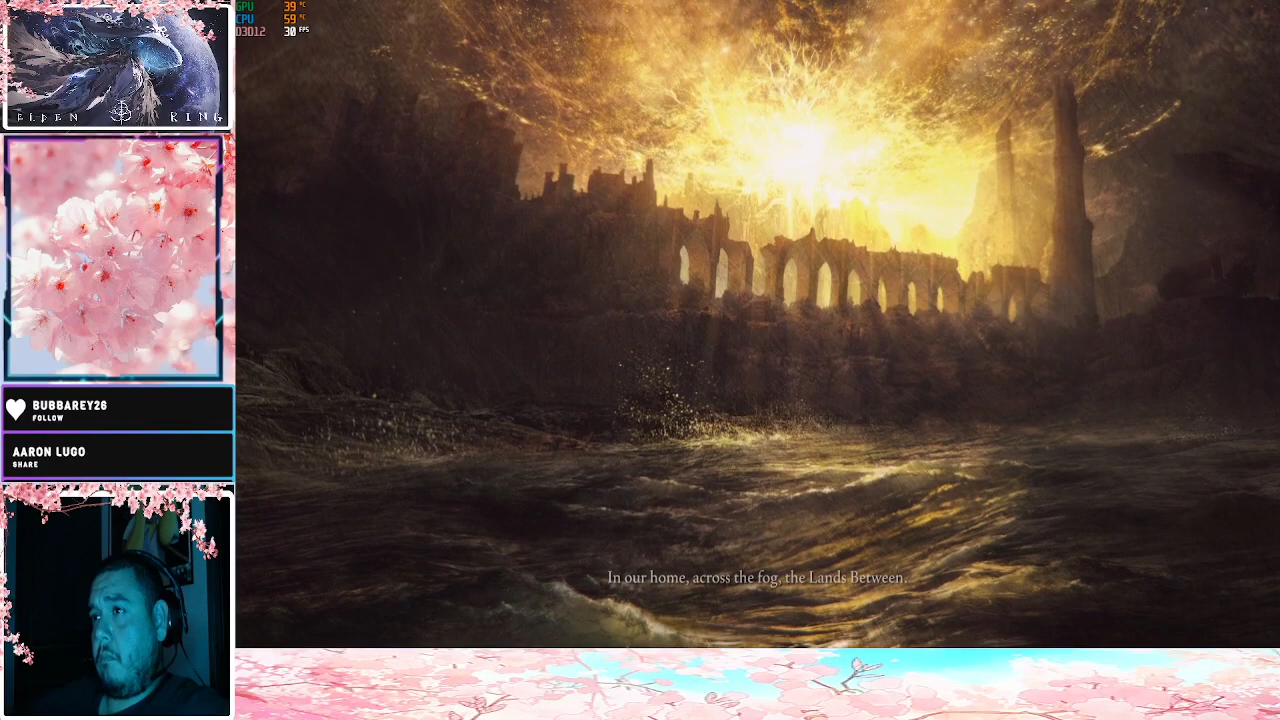 GPU 39 °C
CPU 59 °C
D3D12 30 FPS
ELDEN RING
BUBBAREY26
FOLLOW
AARON LUGO
SHARE
In our home, across the fog, the Lands Between.